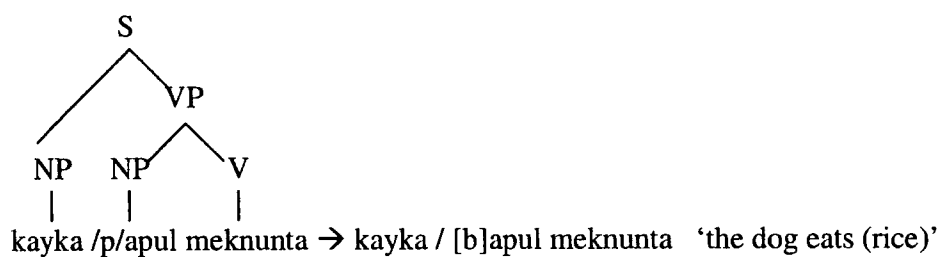 S
VP
NP NP V
kayka /p/apul meknunta → kayka / [b]apul meknunta ‘the dog eats (rice)’